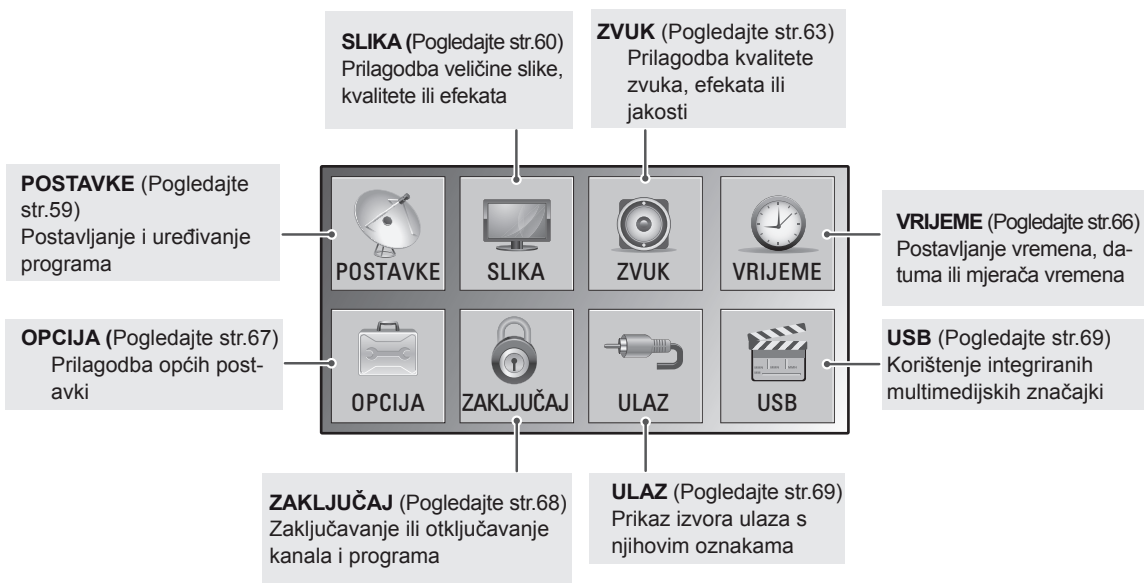 SLIKA (Pogledajte str.60)
Prilagodba veličine slike,
kvalitete ili efekata
ZVUK (Pogledajte str.63)
Prilagodba kvalitete
zvuka, efekata ili
jakosti
POSTAVKE (Pogledajte
str.59)
Postavljanje i uređivanje
programa
VRIJEME (Pogledajte str.66)
Postavljanje vremena, da-
tuma ili mjerača vremena
OPCIJA (Pogledajte str.67)
Prilagodba općih post-
avki
USB (Pogledajte str.69)
Korištenje integriranih
multimedijskih značajki
POSTAVKE
SLIKA
ZVUK
VRIJEME
OPCIJA
ZAKLJUČAJ
ULAZ
USB
ZAKLJUČAJ (Pogledajte str.68)
Zaključavanje ili otključavanje
kanala i programa
ULAZ (Pogledajte str.69)
Prikaz izvora ulaza s
njihovim oznakama